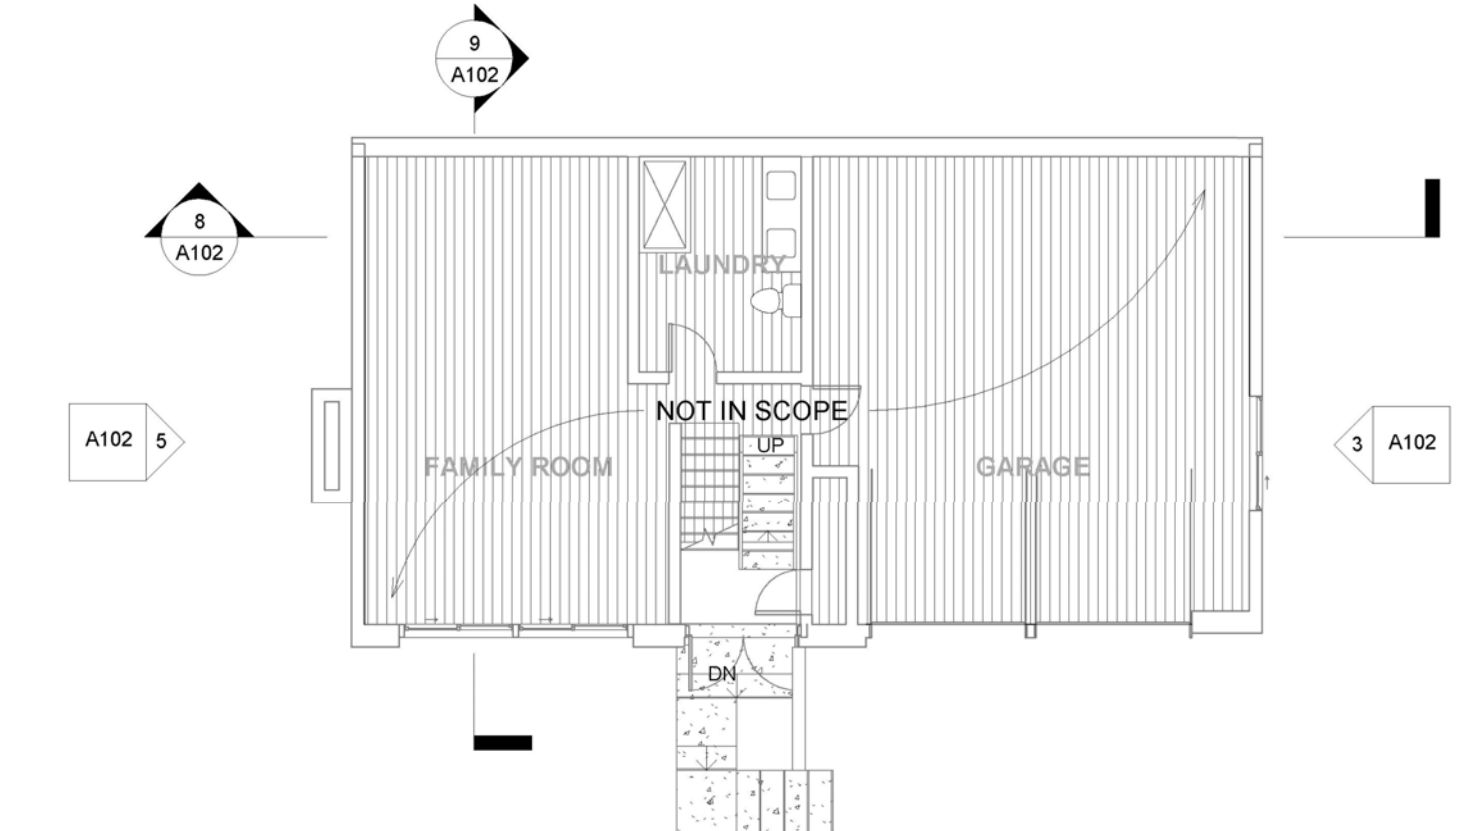 9
A102
8
A102
LAUNDRY
NOT IN SCOPE
UP
A102 5
3 A102
FAMILY ROOM
GARAGE
DN